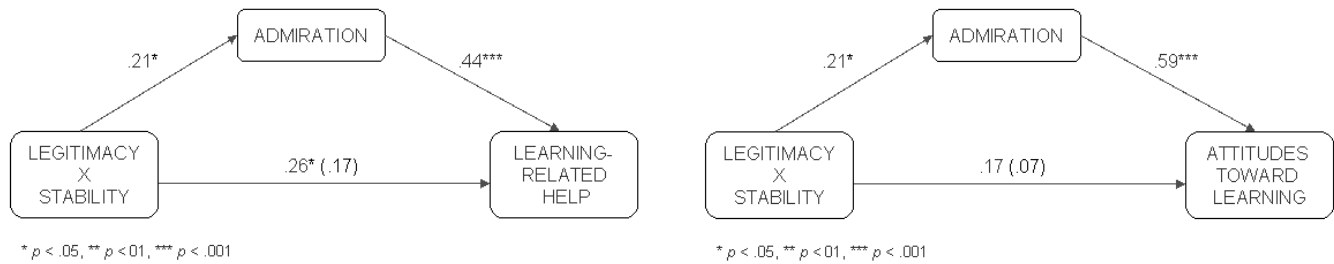 ADMIRATION
.21*
.44***
LEGITIMACY
X
STABILITY
.26* (.17)
LEARNING-
RELATED
HELP
* p < .05, ** p <01, *** p < .001
ADMIRATION
.21*
.59***
LEGITIMACY
X
STABILITY
.17 (.07)
ATTITUDES
TOWARD
LEARNING
* p < .05, ** p <01, *** p < .001